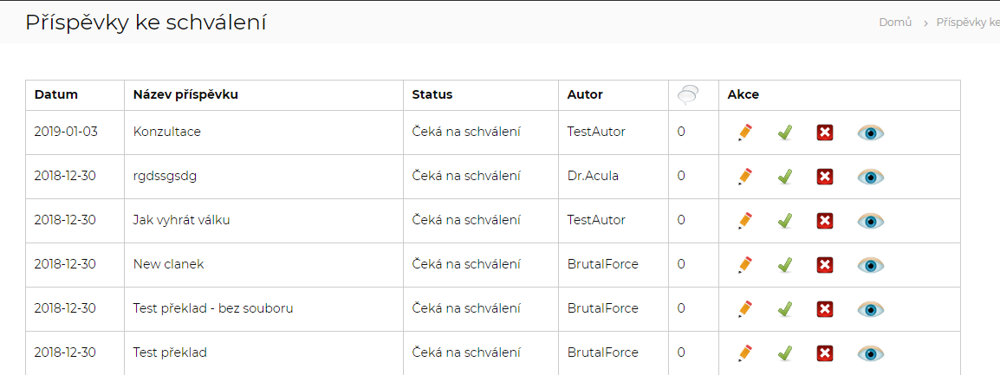 Příspěvky ke schválení
Domů > Příspěvky ke
Datum Název příspěvku Status Autor Akce
2019-01-03 Konzultace Čeká na schválení TestAutor 0
2018-12-30 rgdssgsdg Čeká na schválení Dr.Acula 0
2018-12-30 Jak vyhrát válku Čeká na schválení TestAutor 0
2018-12-30 New clanek Čeká na schválení BrutalForce 0
2018-12-30 Test překlad - bez souboru Čeká na schválení BrutalForce 0
2018-12-30 Test překlad Čeká na schválení BrutalForce 0